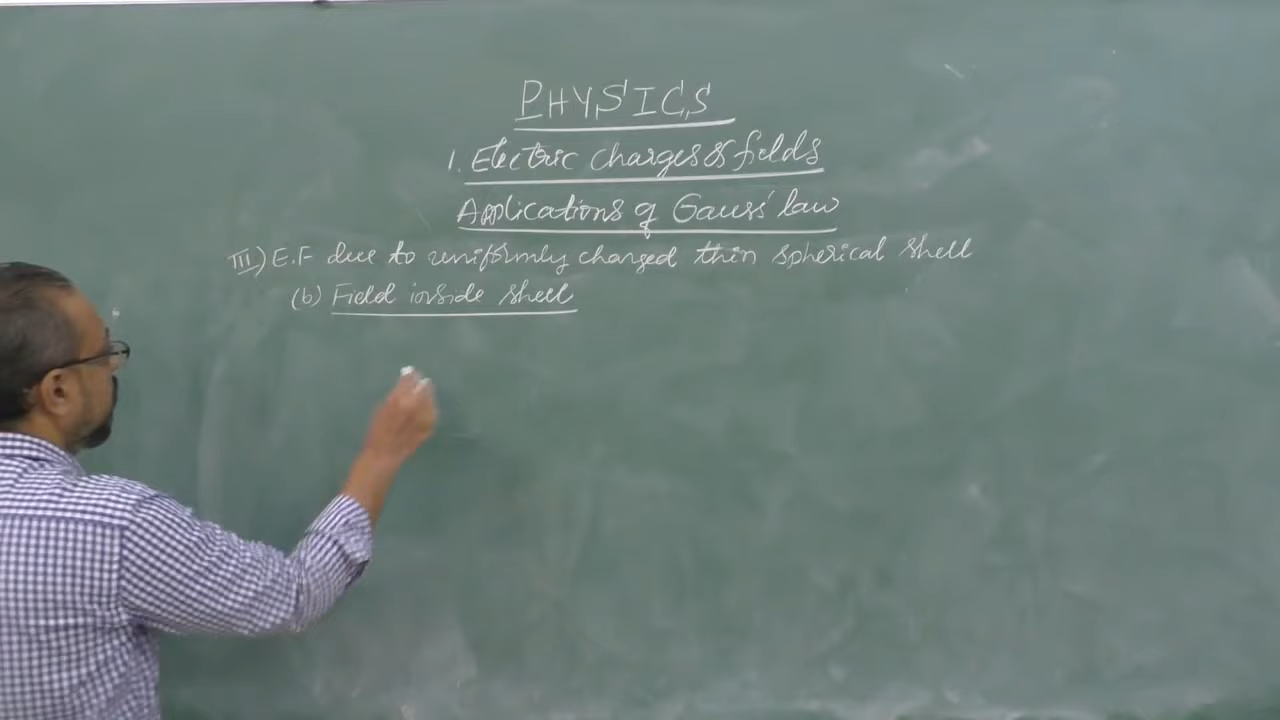 PHYSICS
1. Electric charges & fields
Applications of Gauss' law
III) E.F due to uniformly charged thin spherical shell
(b) Field inside shell